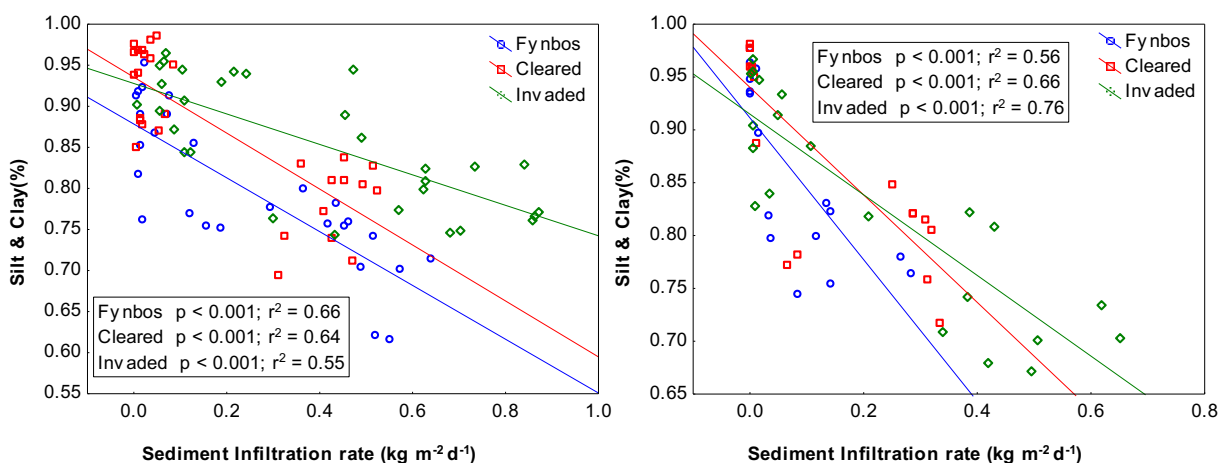 Silt & Clay(%)
1.00
0.95
0.90
0.85
0.80
0.75
0.70
0.65
0.60
0.55
Fynbos
Cleared
Invaded
Fynbos p < 0.001; r² = 0.66
Cleared p < 0.001; r² = 0.64
Invaded p < 0.001; r² = 0.55
0.0 0.2 0.4 0.6 0.8 1.0
Sediment Infiltration rate (kg m⁻² d⁻¹)
Silt & Clay(%)
1.00
0.95
0.90
0.85
0.80
0.75
0.70
0.65
Fynbos p < 0.001; r² = 0.56
Cleared p < 0.001; r² = 0.66
Invaded p < 0.001; r² = 0.76
Fynbos
Cleared
Invaded
0.0 0.2 0.4 0.6 0.8
Sediment Infiltration rate (kg m⁻² d⁻¹)